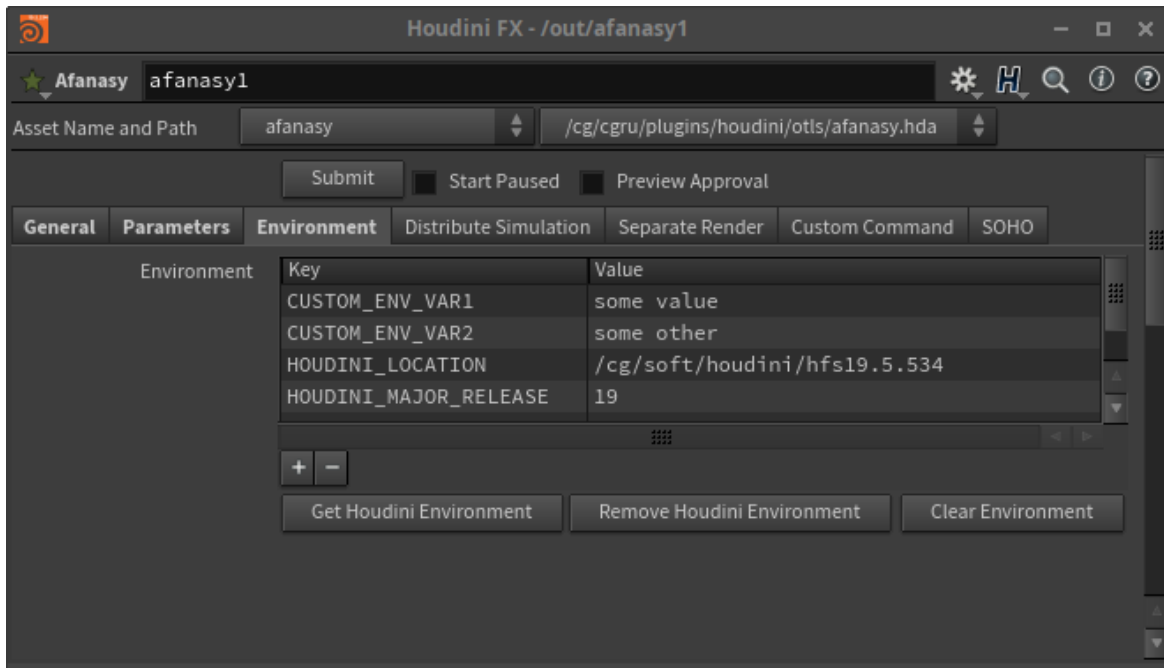 Houdini FX - /out/afanasy1
Afanasy afanasy1
Asset Name and Path afanasy /cg/cgru/plugins/houdini/otls/afanasy.hda
Submit Start Paused Preview Approval
General Parameters Environment Distribute Simulation Separate Render Custom Command SOHO
Environment Key Value
CUSTOM_ENV_VAR1 some value
CUSTOM_ENV_VAR2 some other
HOUDINI_LOCATION /cg/soft/houdini/hfs19.5.534
HOUDINI_MAJOR_RELEASE 19
+ −
Get Houdini Environment Remove Houdini Environment Clear Environment